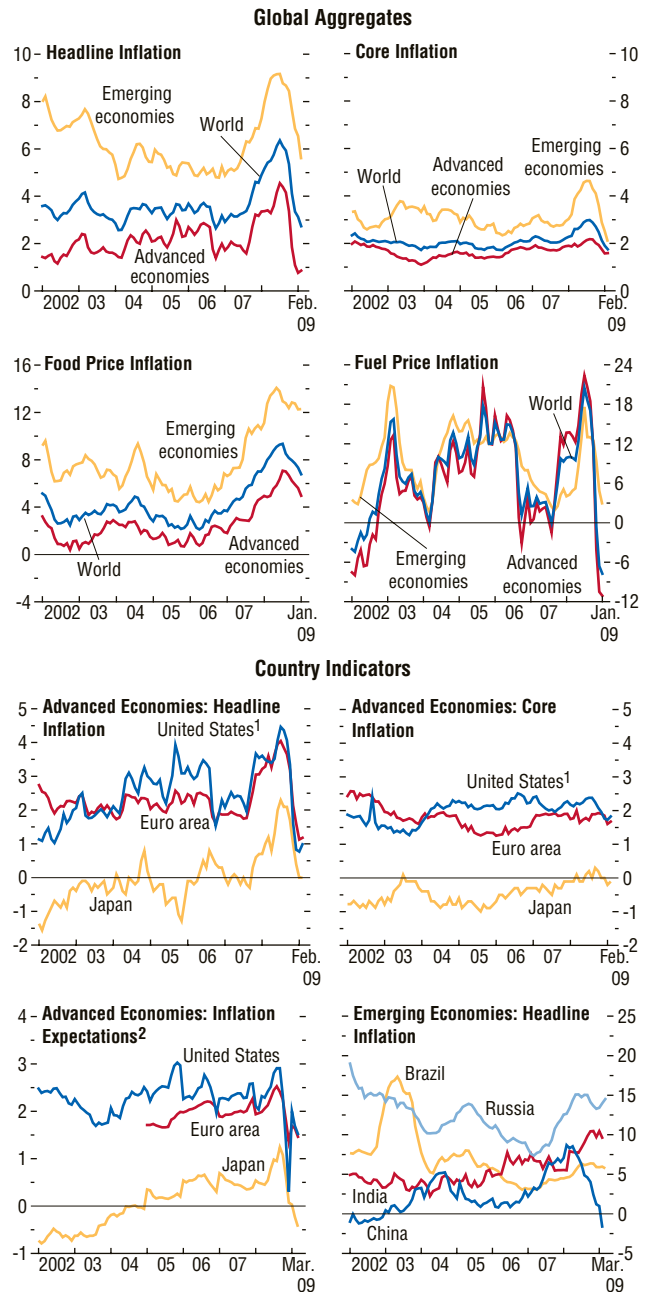 Global Aggregates
Headline Inflation
10
8
6
4
2
0
Emerging
economies
World
Advanced
economies
2002 03 04 05 06 07 Feb.
09
Core Inflation
10
8
6
4
2
0
Emerging
economies
Advanced
economies
World
2002 03 04 05 06 07 Feb.
09
Food Price Inflation
16
12
8
4
0
-4
Emerging
economies
World
Advanced
economies
2002 03 04 05 06 07 Jan.
09
Fuel Price Inflation
24
18
12
6
0
-6
-12
World
Emerging
economies
Advanced
economies
2002 03 04 05 06 07 Jan.
09
Country Indicators
Advanced Economies: Headline
Inflation
5
4
3
2
1
0
-1
-2
United States1
Euro area
Japan
2002 03 04 05 06 07 Feb.
09
Advanced Economies: Core
Inflation
5
4
3
2
1
0
-1
-2
United States1
Euro area
Japan
2002 03 04 05 06 07 Feb.
09
Advanced Economies: Inflation
Expectations2
4
3
2
1
0
-1
United States
Euro area
Japan
2002 03 04 05 06 07 Mar.
09
Emerging Economies: Headline
Inflation
25
20
15
10
5
0
-5
Brazil
Russia
India
China
2002 03 04 05 06 07 Mar.
09